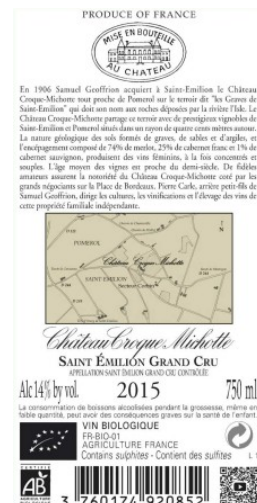 PRODUCE OF FRANCE
MISE EN BOUTEILLE
AU CHATEAU
En 1906 Samuel Geoffrion acquiert à Saint-Emilion le Château
Croque-Michotte tout proche de Pomerol sur le terroir dit "les Graves de
Saint-Emilion" qui doit son nom aux roches déposées par la rivière l'Isle. Le
Château Croque-Michotte partage ce terroir avec de prestigieux vignobles de
Saint-Emilion et Pomerol situés dans un rayon de quatre cents mètres autour.
La nature géologique des sols formés de graves, de sables et d'argiles, et
l'encépagement composé de 74% de merlot, 25% de cabernet franc et 1% de
cabernet sauvignon, produisent des vins féminins, à la fois concentrés et
souples. L'âge moyen des vignes est proche du demi-siècle. De fidèles
amateurs assurent la notoriété du Château Croque-Michotte coté par les
grands négociants sur la Place de Bordeaux. Pierre Carle, arrière petit-fils de
Samuel Geoffrion, dirige les cultures, les vinifications et l'élevage des vins de
cette propriété familiale indépendante.
POMEROL
Château Croque Michotte
SAINT EMILION
Château Croque Michotte
SAINT ÉMILION GRAND CRU
APPELLATION SAINT ÉMILION GRAND CRU CONTRÔLÉE
Alc 14% by vol. 2015 750 ml
La consommation de boissons alcoolisées pendant la grossesse, même en
faible quantité, peut avoir des conséquences graves sur la santé de l'enfant.
VIN BIOLOGIQUE
FR-BIO-01
AGRICULTURE FRANCE
Contains sulphites - Contient des sulfites L 1
AB
3 760174 920852